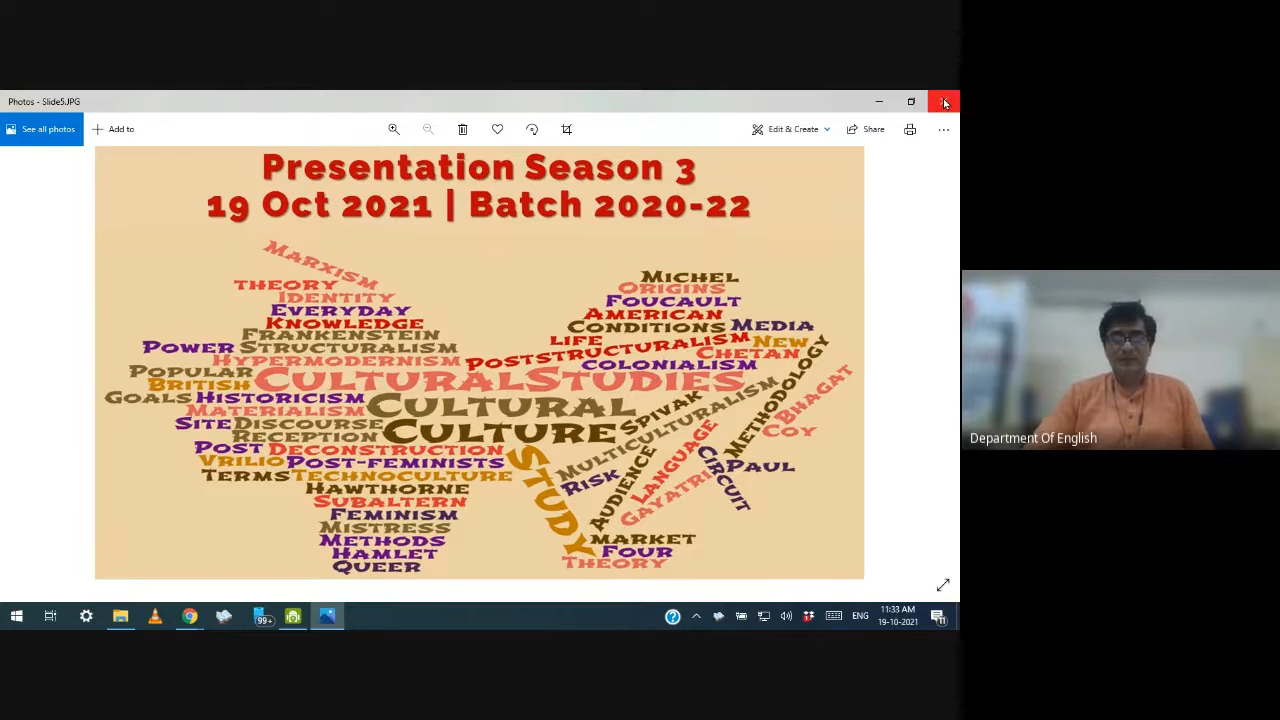 Photos - Slide5.JPG
See all photos
Add to
Edit & Create
Share
Presentation Season 3
19 Oct 2021 | Batch 2020-22
Marxism
Theory
Identity
Everyday
Knowledge
Frankenstein
Power Structuralism
Hypermodernism
Popular
British
CulturalStudies
Goals Historicism
Materialism
Cultural
Site Discourse
Reception
Culture
Post Deconstruction
Vrilio Post-Feminists
Terms Technoculture
Hawthorne
Subaltern
Feminism
Mistress
Methods
Hamlet
Queer
Michel
Origins
Foucault
American
Conditions Media
Life
Poststructuralism
New
Chetan
Colonialism
Methodology
Bhagat
Coy
Spivak
Multiculturalism
Study
Risk
Audience
Language
Gayatri
Circuit
Paul
Market
Four
Theory
Department Of English
99+
ENG
11:33 AM
19-10-2021
11